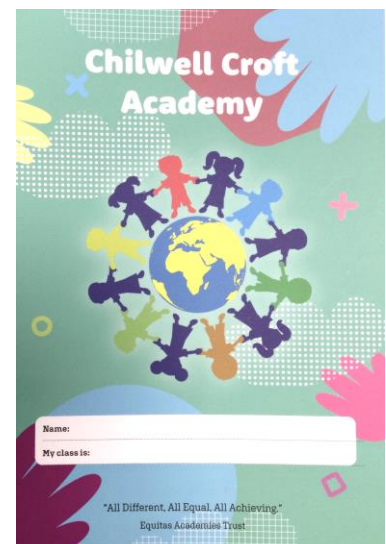 Chilwell Croft
Academy
Name:
My class is:
"All Different, All Equal, All Achieving."
Equitas Academies Trust